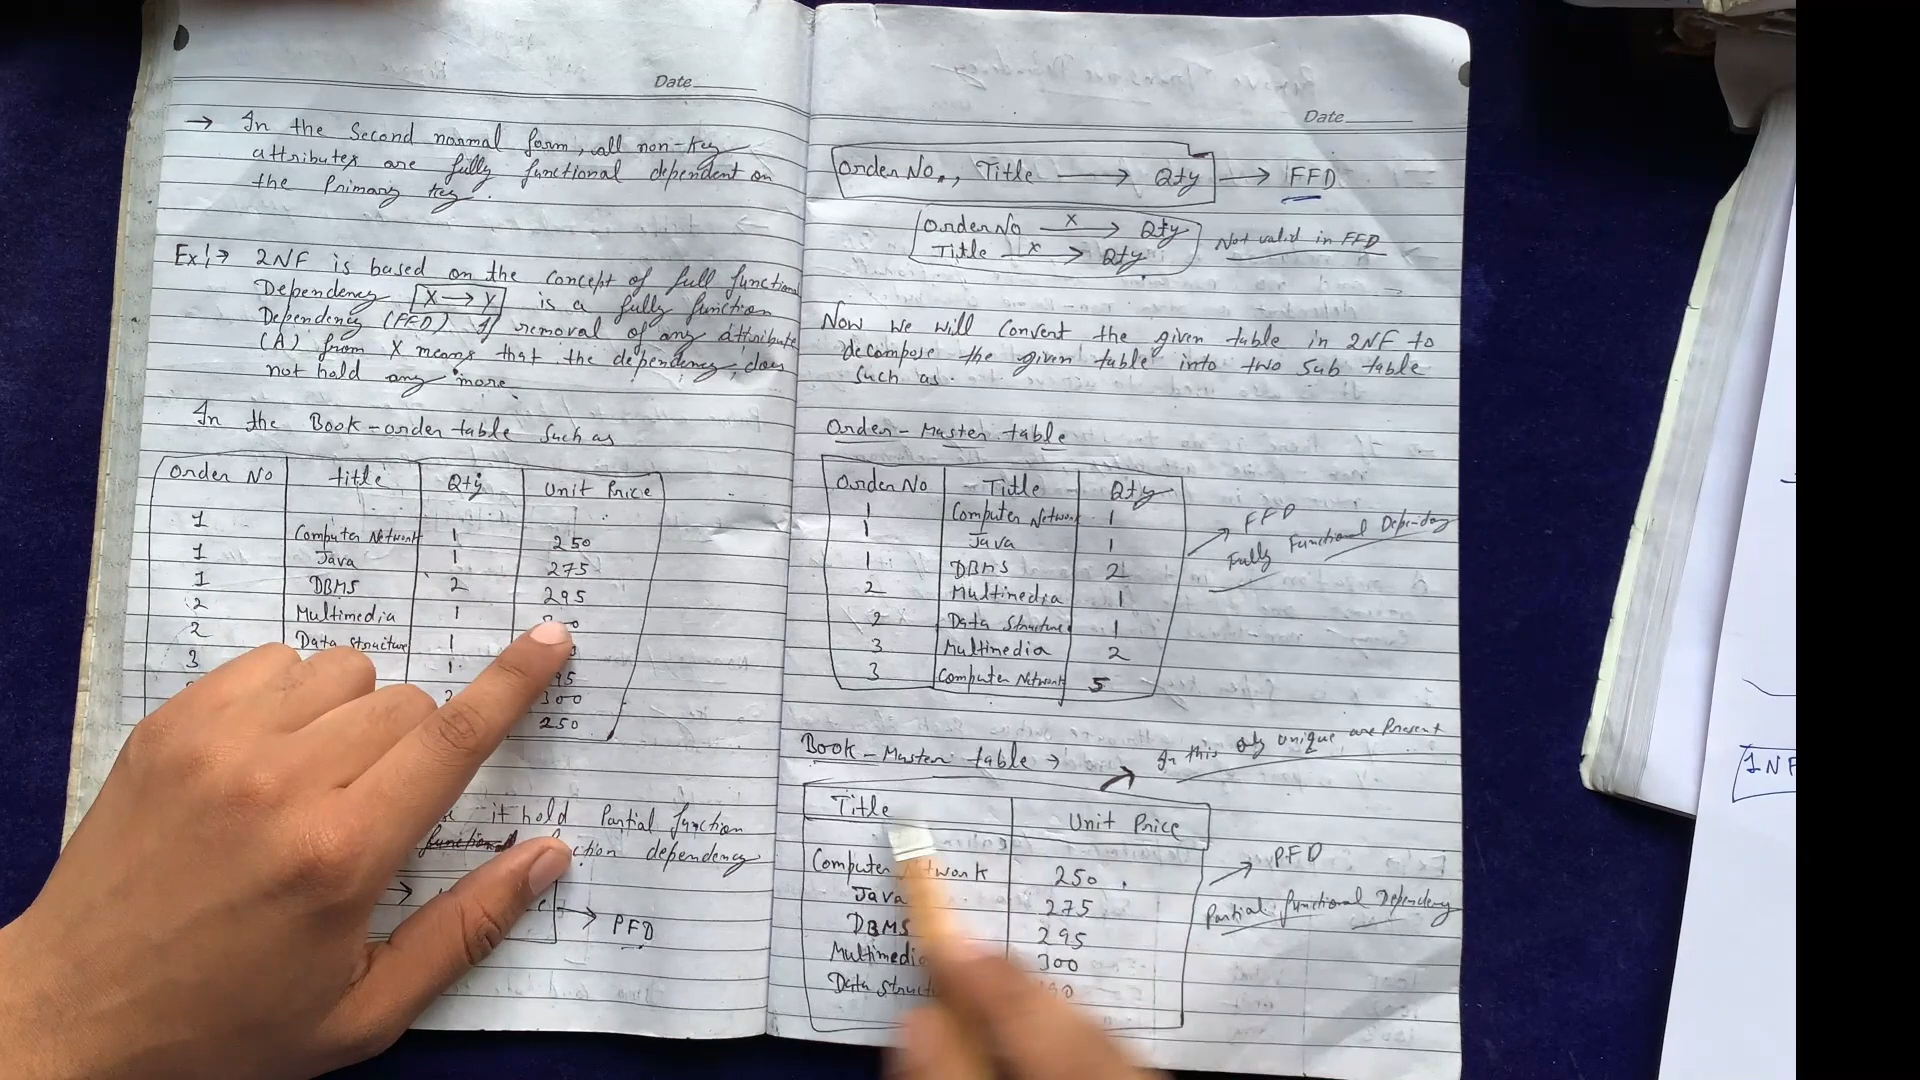 Date
→ In the Second normal form, all non-key
attributes are fully functional dependent on
the Primary key.
Ex:→ 2NF is based on the concept of full functional
Dependency X → Y is a fully function
Dependency (FFD) If removal of any attribute
(A) from X means that the dependency, does
not hold any more
In the Book-order table such as
Order No title Qty Unit Price
1 Computer Network 1 250
1 Java 1 275
1 DBMS 2 295
2 Multimedia 1
2 Data Structure 1
3 1 95
2 300
250
it hold Partial function
function dependency
→ PFD
Date
Order No., Title → Qty → FFD
Order No x → Qty
Title x → Qty
Not valid in FFD
Now we will Convert the given table in 2NF to
decompose the given table into two Sub table
Such as.
Order-Master table
Order No Title Qty
1 Computer Network 1
1 Java 1
1 DBMS 2
2 Multimedia 1
2 Data Structure 1
3 Multimedia 2
3 Computer Network 5
→ FFD
Fully Functional Dependency
Book-Master table →
In this only unique are Present
Title Unit Price
Computer Network 250
Java 275
DBMS 295
Multimedia 300
Data Struct
→ PFD
Partial functional Dependency
1NF